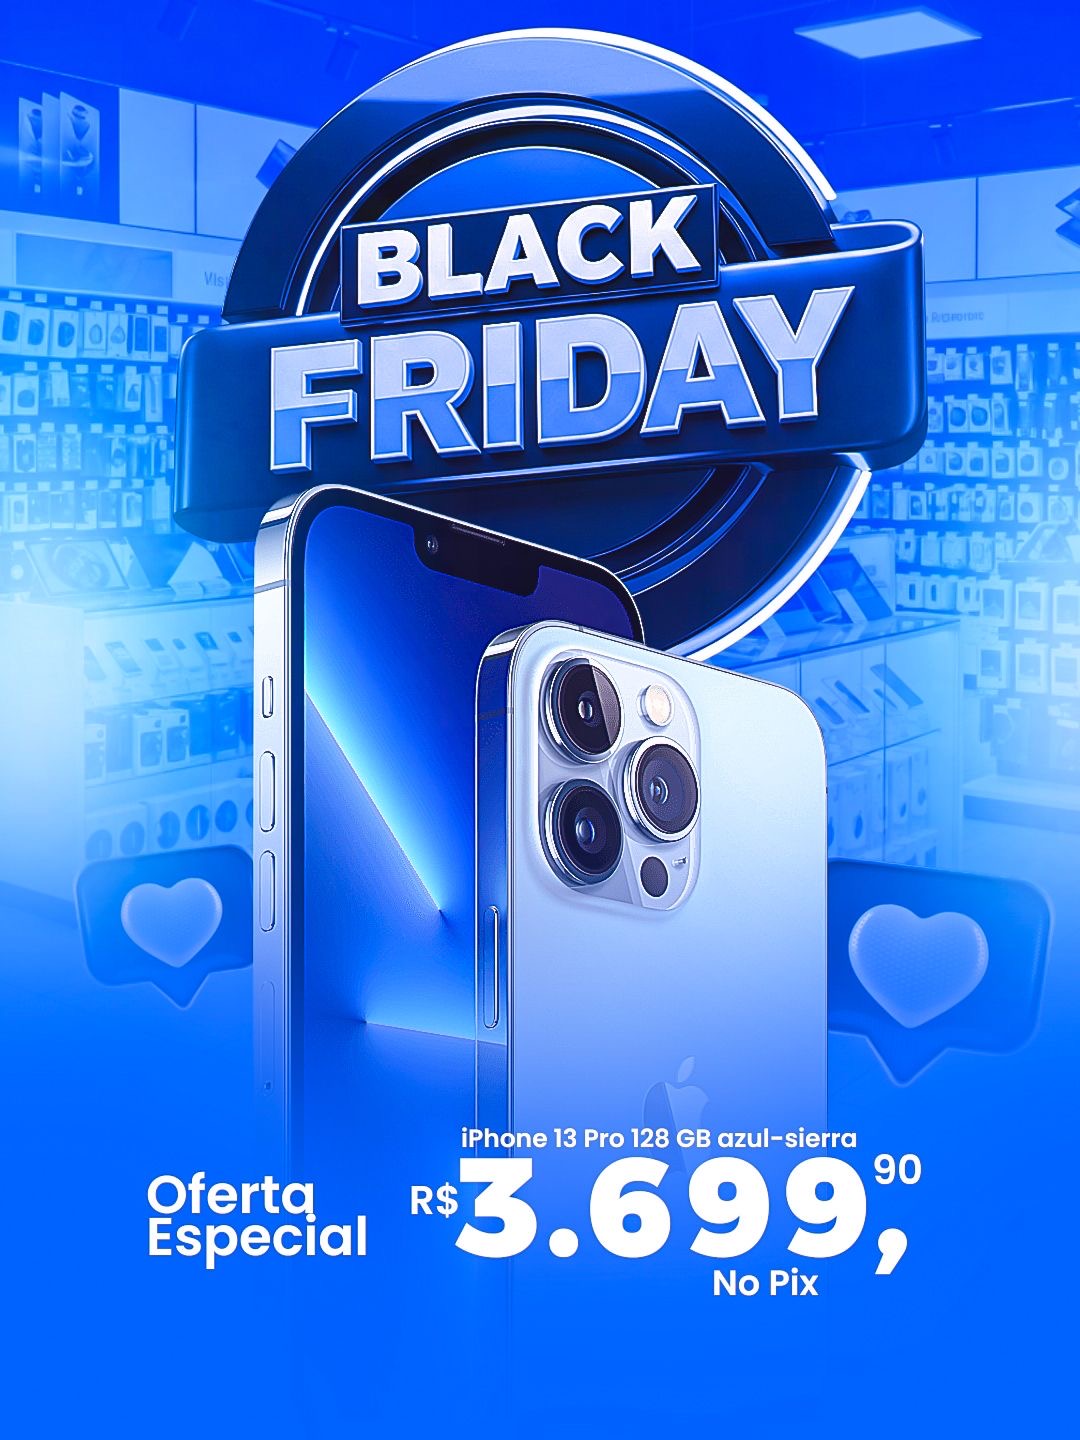 BLACK
FRIDAY
iPhone 13 Pro 128 GB azul-sierra
Oferta
Especial
R$3.699,90
No Pix